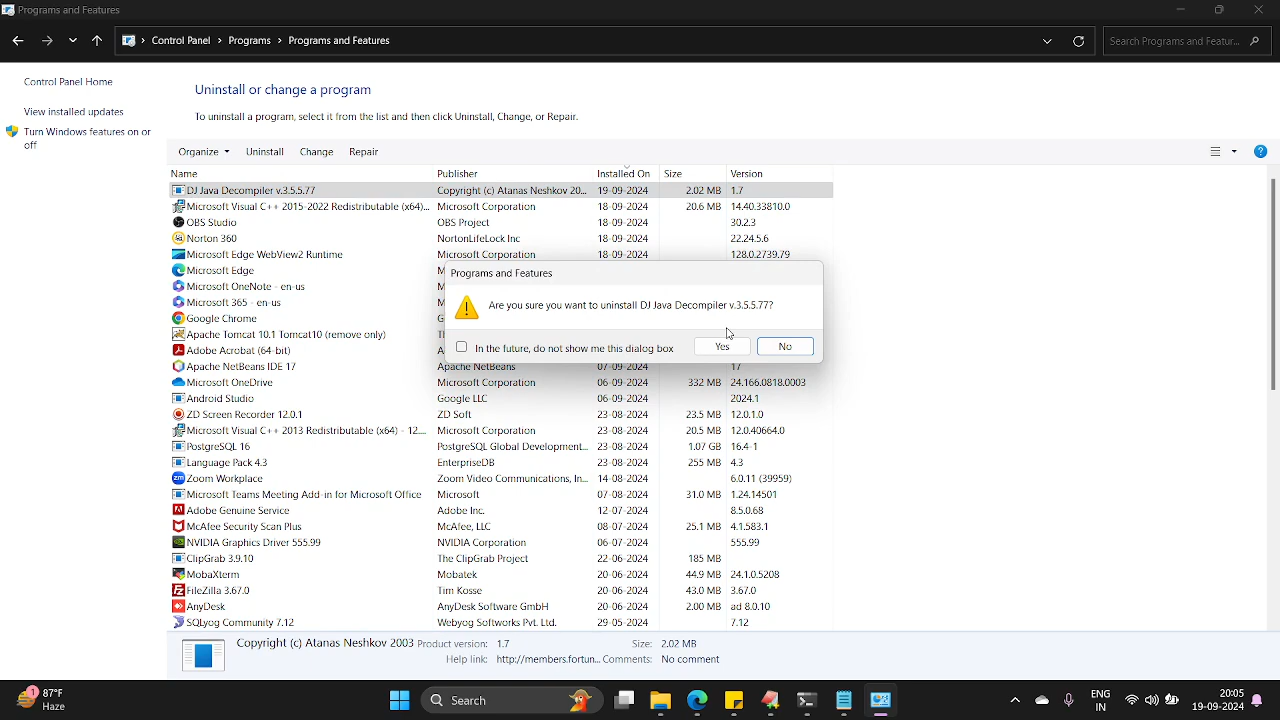 Programs and Features
Control Panel > Programs > Programs and Features
Search Programs and Featur...
Control Panel Home
View installed updates
Turn Windows features on or
off
Uninstall or change a program
To uninstall a program, select it from the list and then click Uninstall, Change, or Repair.
Organize Uninstall Change Repair
Name Publisher Installed On Size Version
DJ Java Decompiler v.3.5.5.77 Copyright (c) Atanas Neshkov 20... 19-09-2024 2.02 MB 1.7
Microsoft Visual C++ 2015-2022 Redistributable (x64)... Microsoft Corporation 18-09-2024 20.6 MB 14.40.33810.0
OBS Studio OBS Project 18-09-2024 30.2.3
Norton 360 NortonLifeLock Inc 18-09-2024 22.24.5.6
Microsoft Edge WebView2 Runtime Microsoft Corporation 18-09-2024 128.0.2739.79
Microsoft Edge
Microsoft OneNote - en-us
Microsoft 365 - en-us
Google Chrome
Apache Tomcat 10.1 Tomcat10 (remove only)
Adobe Acrobat (64-bit)
Programs and Features
Are you sure you want to uninstall DJ Java Decompiler v.3.5.5.77?
In the future, do not show me this dialog box Yes No
Apache NetBeans IDE 17 Apache NetBeans 07-09-2024 17
Microsoft OneDrive Microsoft Corporation 06-09-2024 332 MB 24.166.0818.0003
Android Studio Google LLC 06-09-2024 2024.1
ZD Screen Recorder 12.0.1 ZD Soft 23-08-2024 23.5 MB 12.0.1.0
Microsoft Visual C++ 2013 Redistributable (x64) - 12.... Microsoft Corporation 23-08-2024 20.5 MB 12.0.40664.0
PostgreSQL 16 PostgreSQL Global Development... 23-08-2024 1.07 GB 16.4-1
Language Pack 4.3 EnterpriseDB 23-08-2024 255 MB 4.3
Zoom Workplace Zoom Video Communications, In... 14-08-2024 6.0.11 (39959)
Microsoft Teams Meeting Add-in for Microsoft Office Microsoft 07-08-2024 31.0 MB 1.24.14501
Adobe Genuine Service Adobe Inc. 12-07-2024 8.5.0.68
McAfee Security Scan Plus McAfee, LLC 08-07-2024 25.1 MB 4.1.583.1
NVIDIA Graphics Driver 555.99 NVIDIA Corporation 06-07-2024 555.99
ClipGrab 3.9.10 The ClipGrab Project 22-06-2024 185 MB
MobaXterm Mobatek 20-06-2024 44.9 MB 24.1.0.5208
FileZilla 3.67.0 Tim Kosse 20-06-2024 43.0 MB 3.67.0
AnyDesk AnyDesk Software GmbH 20-06-2024 2.00 MB ad 8.0.10
SQLyog Community 7.12 Webyog Softworks Pvt. Ltd. 29-05-2024 7.12
Copyright (c) Atanas Neshkov 2003 Product version: 1.7 Size: 2.02 MB
Help link: http://members.fortun... Comments: No comment
1 87°F
Haze
Search
ENG
IN
20:05
19-09-2024